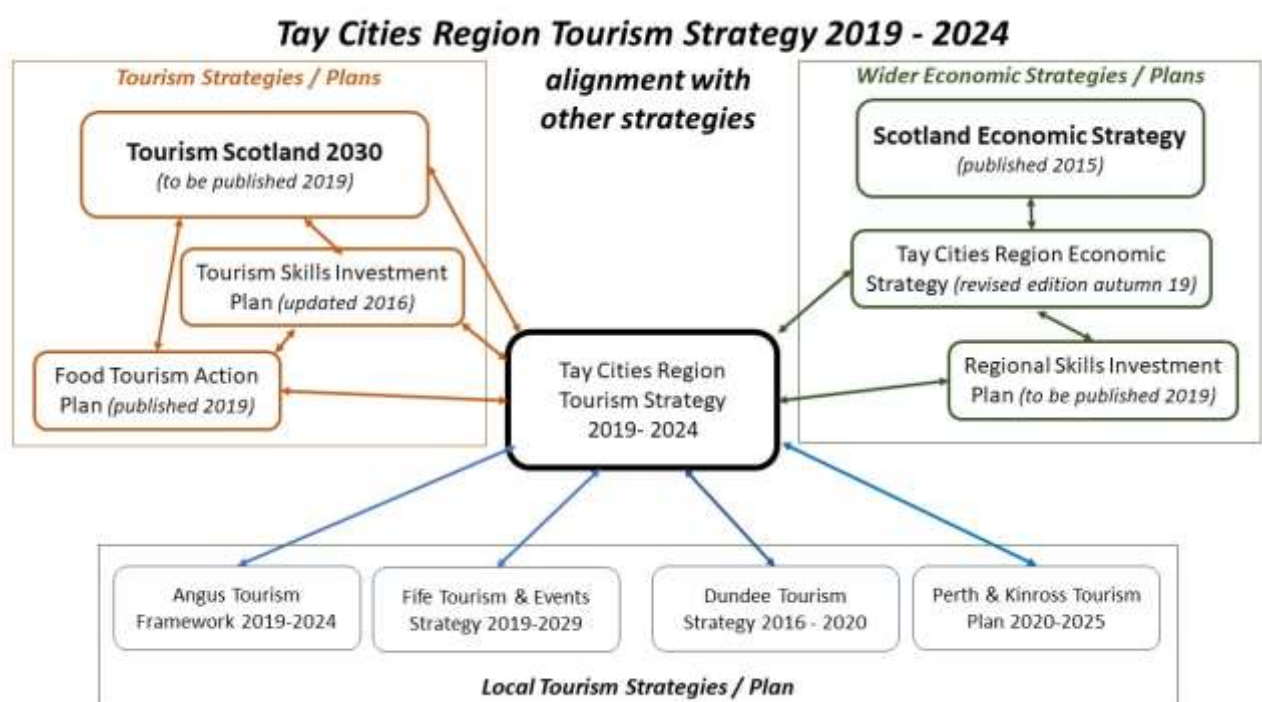 Tay Cities Region Tourism Strategy 2019 - 2024
alignment with
other strategies
Tourism Strategies / Plans
Tourism Scotland 2030
(to be published 2019)
Tourism Skills Investment
Plan (updated 2016)
Food Tourism Action
Plan (published 2019)
Wider Economic Strategies / Plans
Scotland Economic Strategy
(published 2015)
Tay Cities Region Economic
Strategy (revised edition autumn 19)
Regional Skills Investment
Plan (to be published 2019)
Tay Cities Region
Tourism Strategy
2019- 2024
Angus Tourism
Framework 2019-2024
Fife Tourism & Events
Strategy 2019-2029
Dundee Tourism
Strategy 2016 - 2020
Perth & Kinross Tourism
Plan 2020-2025
Local Tourism Strategies / Plan